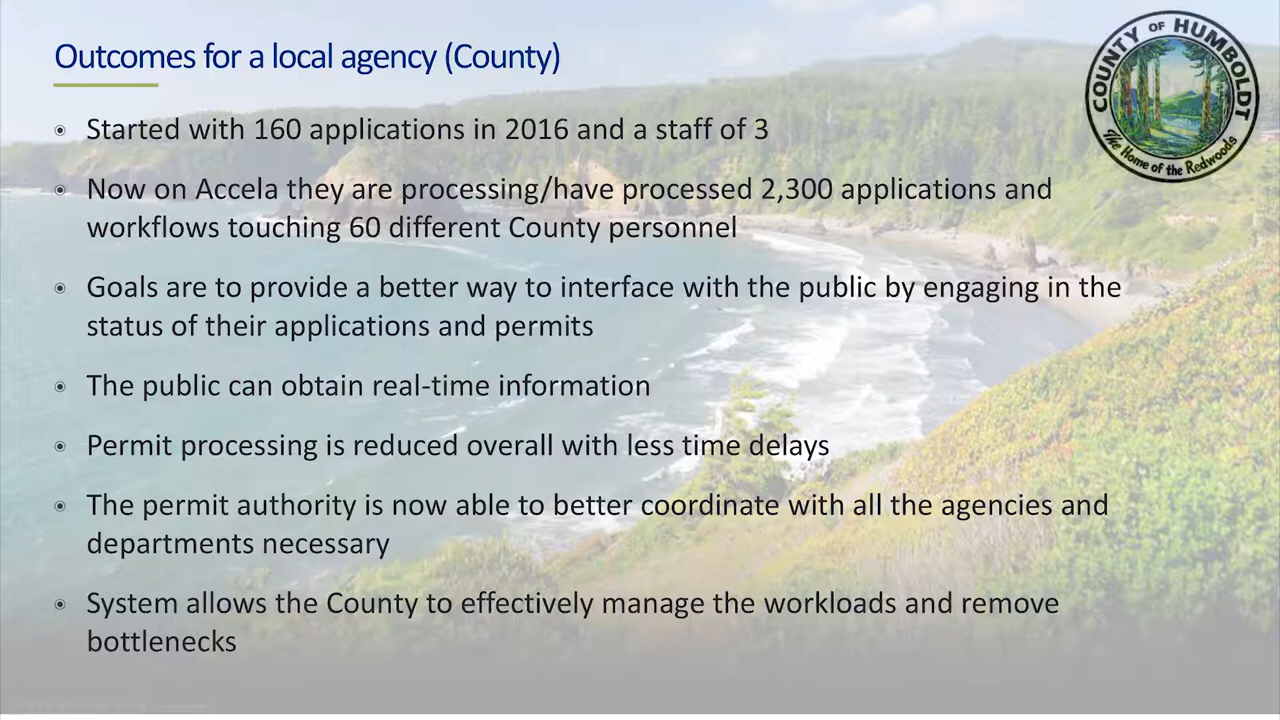 Outcomes for a local agency (County)
COUNTY OF HUMBOLDT
The Home of the Redwoods
Started with 160 applications in 2016 and a staff of 3
Now on Accela they are processing/have processed 2,300 applications and
workflows touching 60 different County personnel
Goals are to provide a better way to interface with the public by engaging in the
status of their applications and permits
The public can obtain real-time information
Permit processing is reduced overall with less time delays
The permit authority is now able to better coordinate with all the agencies and
departments necessary
System allows the County to effectively manage the workloads and remove
bottlenecks